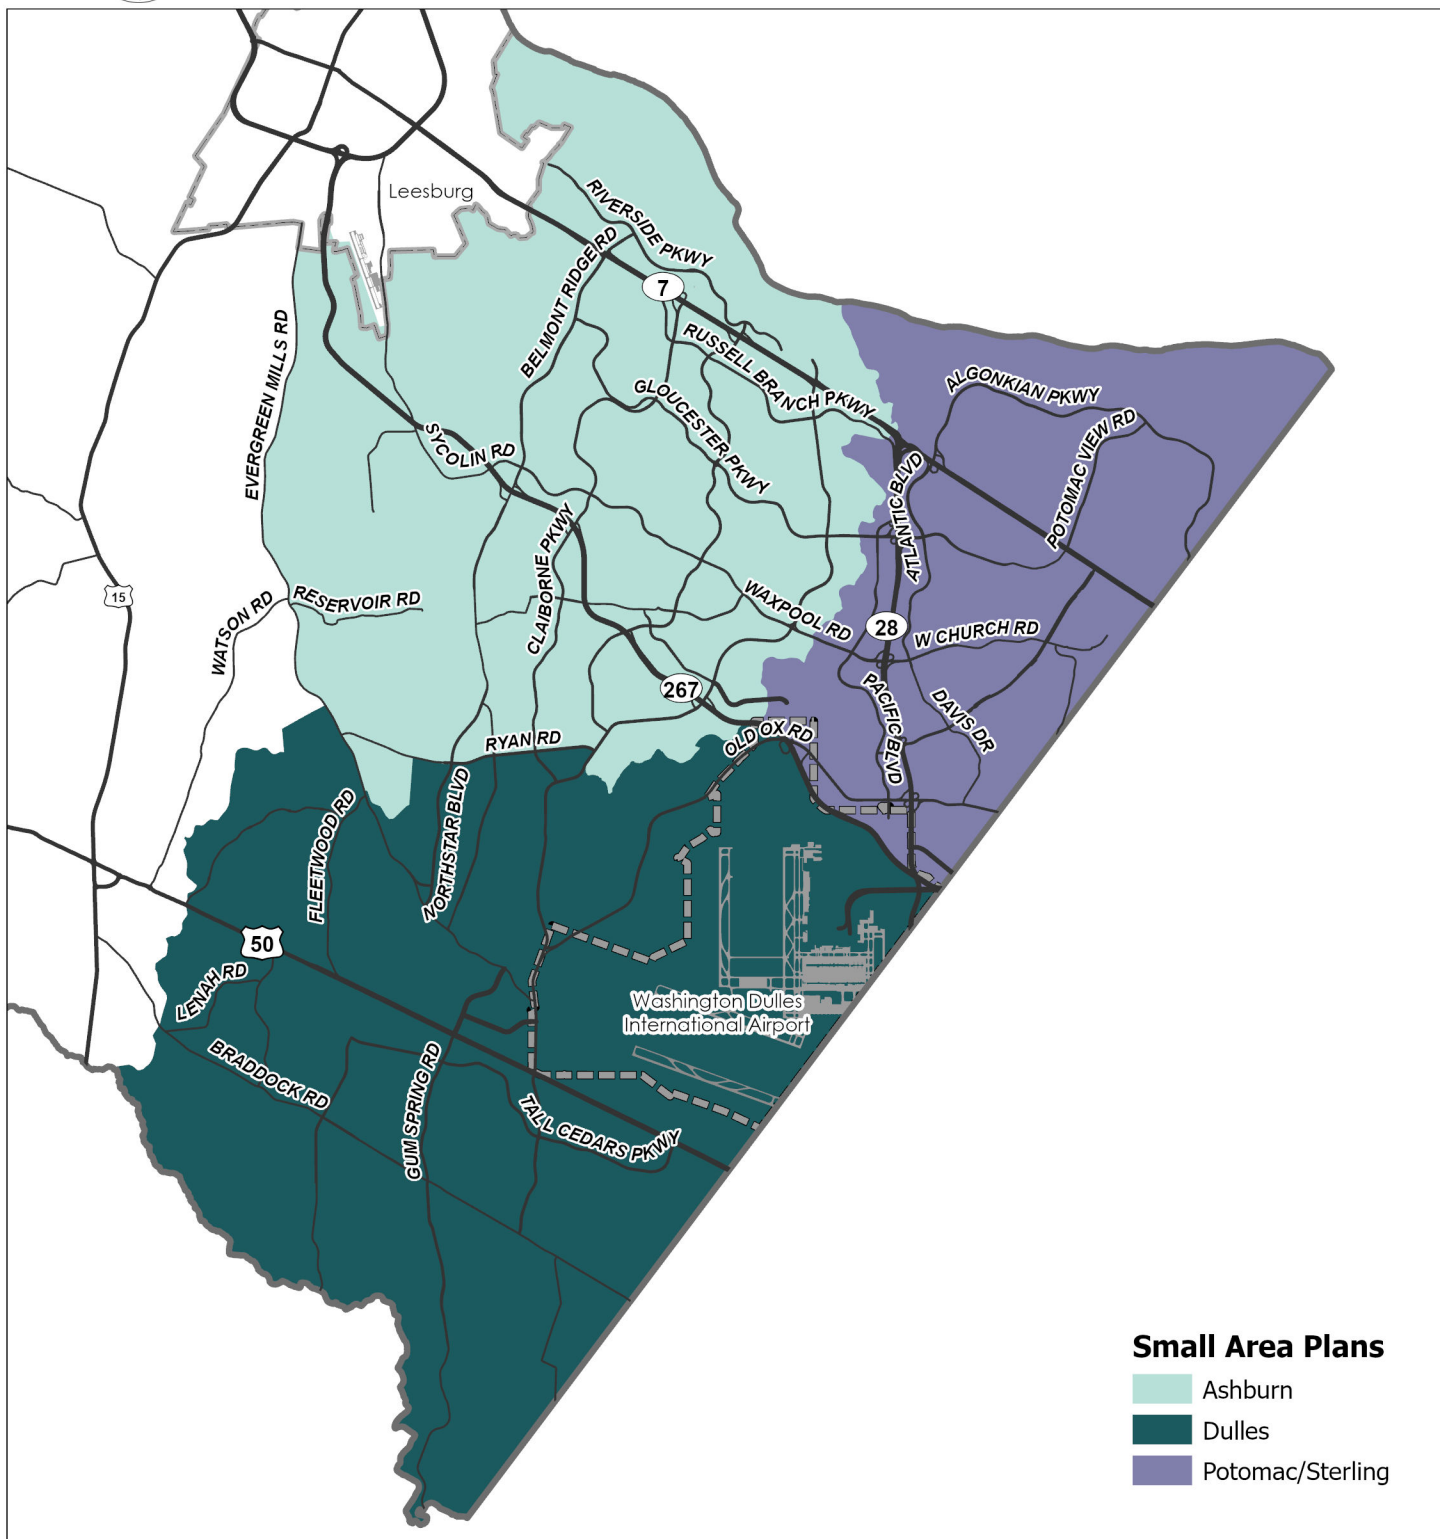 Leesburg
RIVERSIDE PKWY
BELMONT RIDGE RD
7
RUSSELL BRANCH PKWY
EVERGREEN MILLS RD
ALGONKIAN PKWY
GLOUCESTER PKWY
POTOMAC VIEW RD
SYCOLIN RD
ATLANTIC BLVD
CLAIBORNE PKWY
15
WATSON RD
RESERVOIR RD
WAXPOOL RD
28
W CHURCH RD
267
PACIFIC BLVD
DAVIS DR
RYAN RD
OLD OX RD
FLEETWOOD RD
NORTHSTAR BLVD
50
LENAH RD
Washington Dulles
International Airport
BRADDOCK RD
GUM SPRING RD
TALL CEDARS PKWY
Small Area Plans
Ashburn
Dulles
Potomac/Sterling